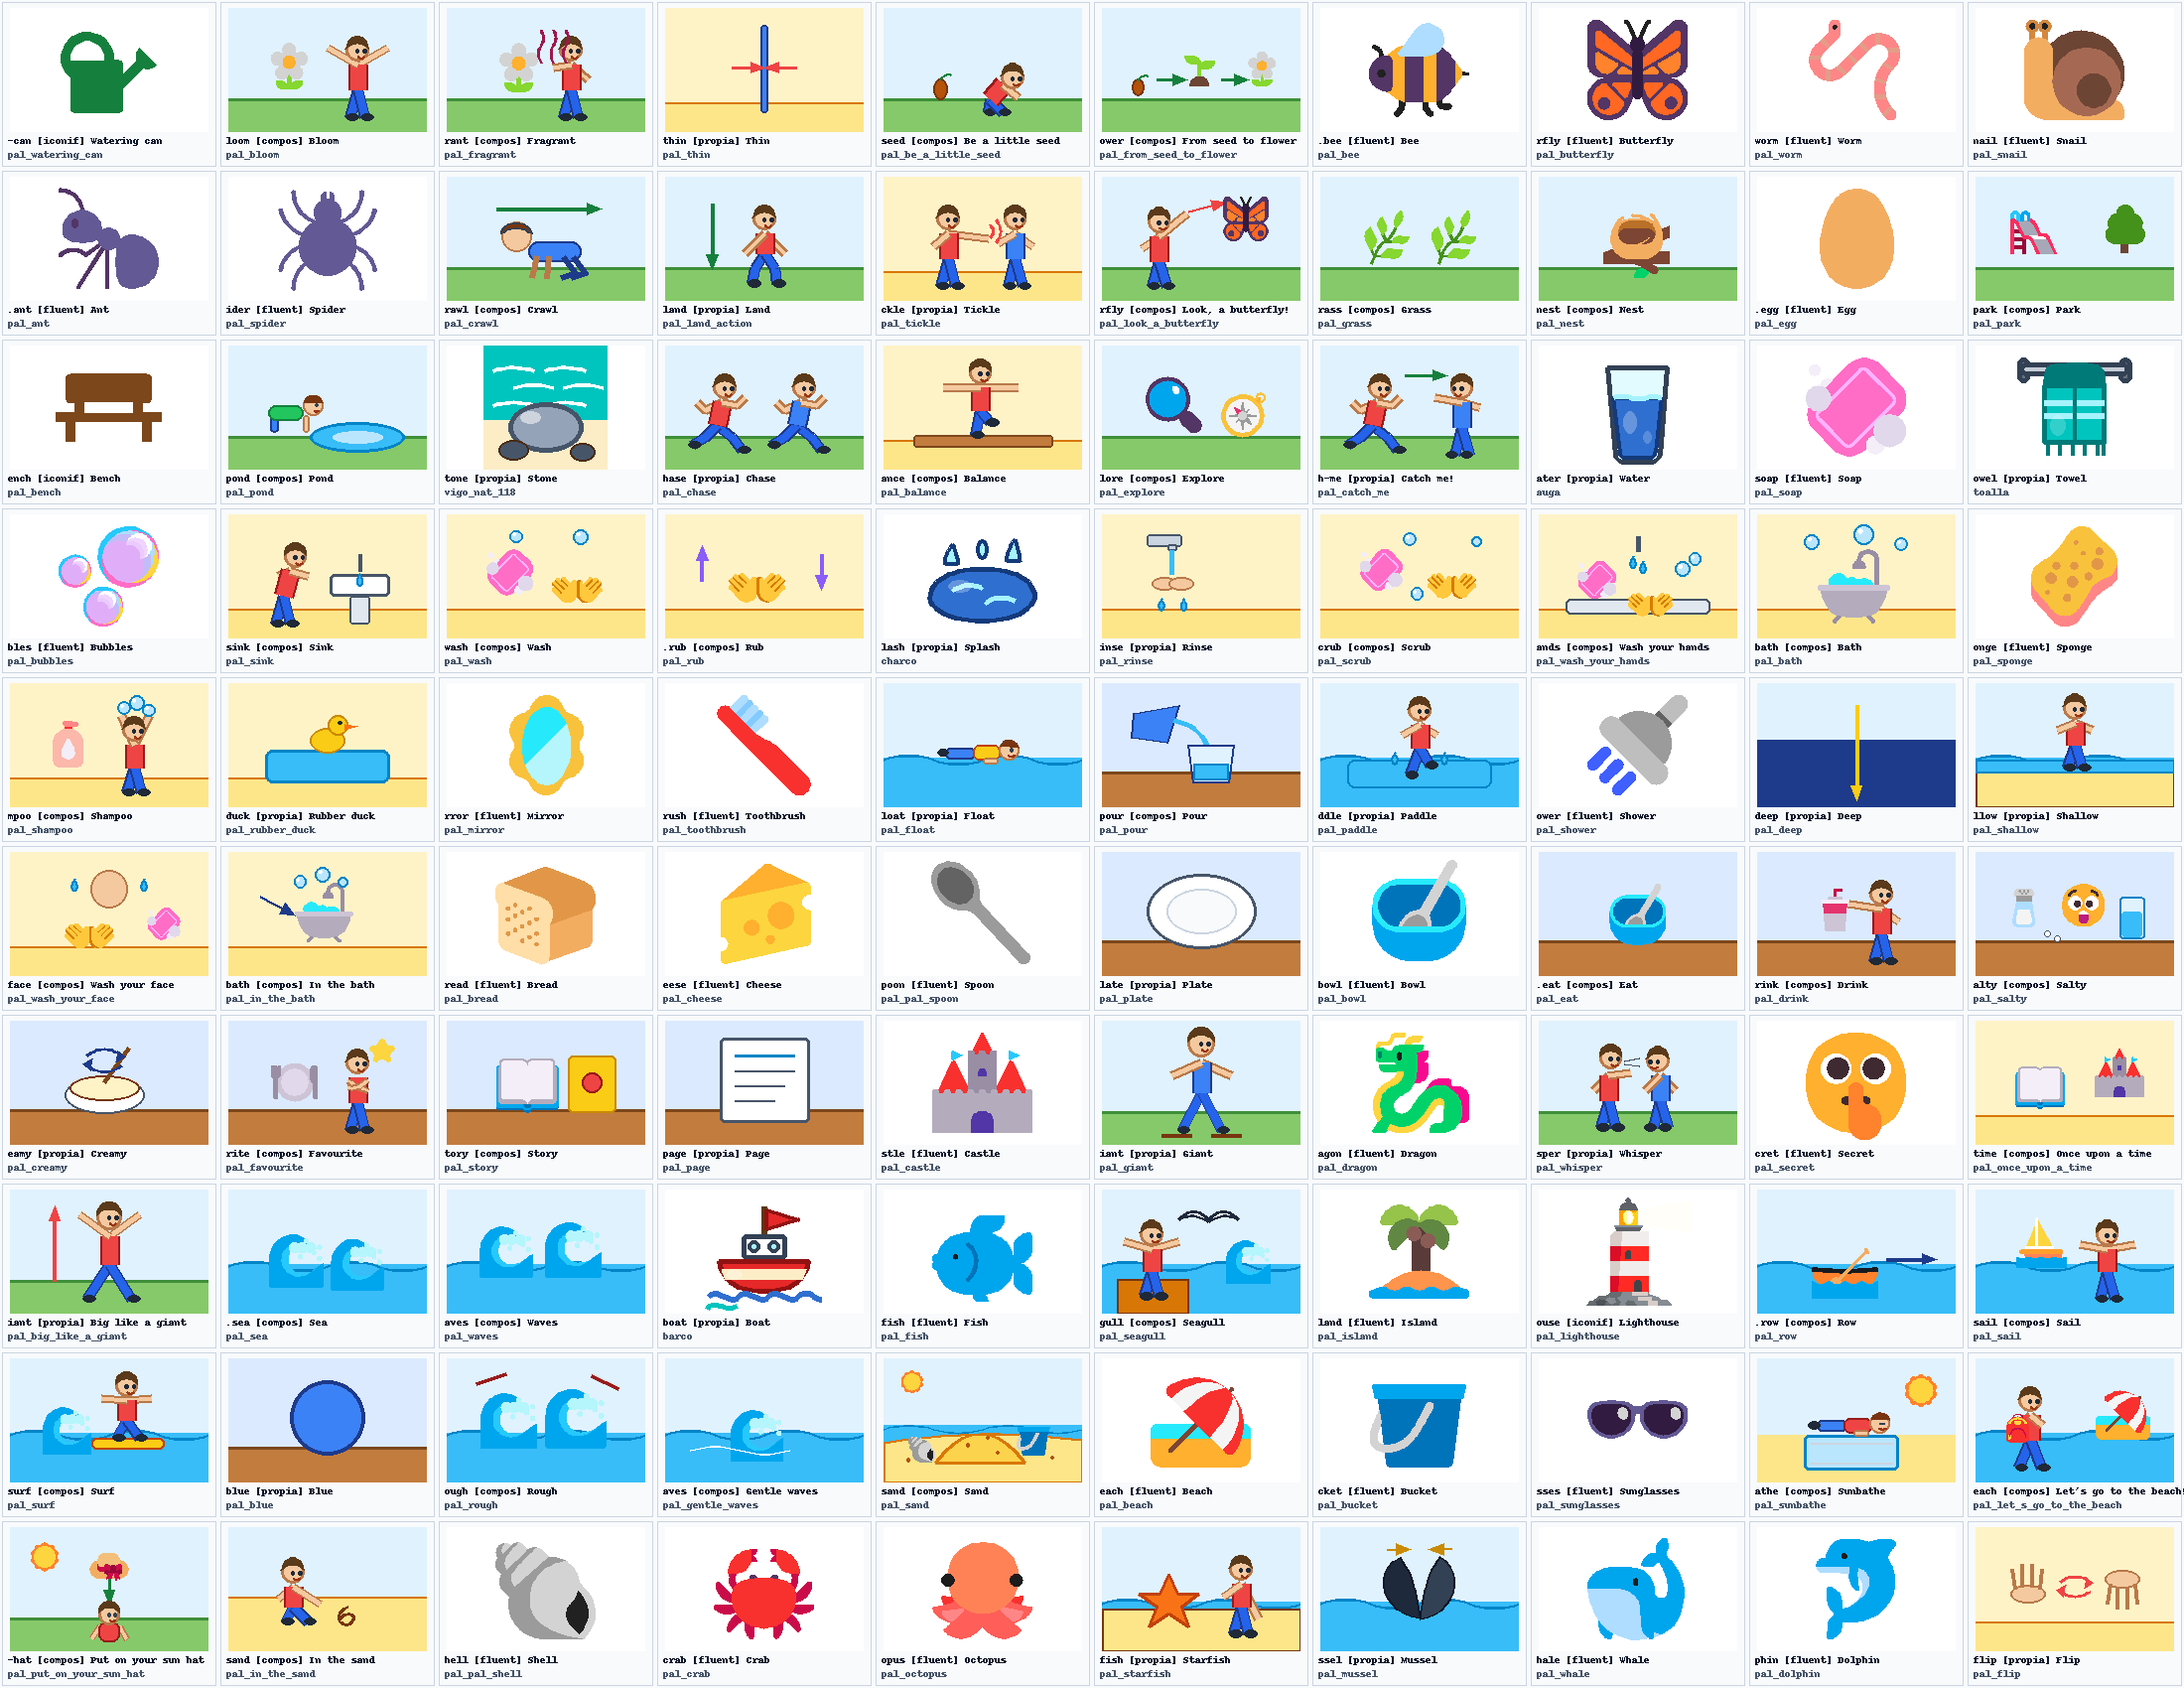 -can [iconif] Watering can
pal_watering_can
loom [compos] Bloom
pal_bloom
rant [compos] Fragrant
pal_fragrant
thin [propia] Thin
pal_thin
seed [compos] Be a little seed
pal_be_a_little_seed
ower [compos] From seed to flower
pal_from_seed_to_flower
.bee [fluent] Bee
pal_bee
rfly [fluent] Butterfly
pal_butterfly
worm [fluent] Worm
pal_worm
nail [fluent] Snail
pal_snail
.ant [fluent] Ant
pal_ant
ider [fluent] Spider
pal_spider
rawl [compos] Crawl
pal_crawl
land [propia] Land
pal_land_action
ckle [propia] Tickle
pal_tickle
rfly [compos] Look, a butterfly!
pal_look_a_butterfly
rass [compos] Grass
pal_grass
nest [compos] Nest
pal_nest
.egg [fluent] Egg
pal_egg
park [compos] Park
pal_park
ench [iconif] Bench
pal_bench
pond [compos] Pond
pal_pond
tone [propia] Stone
vigo_nat_118
hase [propia] Chase
pal_chase
ance [compos] Balance
pal_balance
lore [compos] Explore
pal_explore
h-me [propia] Catch me!
pal_catch_me
ater [propia] Water
auga
soap [fluent] Soap
pal_soap
owel [propia] Towel
toalla
bles [fluent] Bubbles
pal_bubbles
sink [compos] Sink
pal_sink
wash [compos] Wash
pal_wash
.rub [compos] Rub
pal_rub
lash [propia] Splash
charco
inse [propia] Rinse
pal_rinse
crub [compos] Scrub
pal_scrub
ands [compos] Wash your hands
pal_wash_your_hands
bath [compos] Bath
pal_bath
onge [fluent] Sponge
pal_sponge
mpoo [compos] Shampoo
pal_shampoo
duck [propia] Rubber duck
pal_rubber_duck
rror [fluent] Mirror
pal_mirror
rush [fluent] Toothbrush
pal_toothbrush
loat [propia] Float
pal_float
pour [compos] Pour
pal_pour
ddle [propia] Paddle
pal_paddle
ower [fluent] Shower
pal_shower
deep [propia] Deep
pal_deep
llow [propia] Shallow
pal_shallow
face [compos] Wash your face
pal_wash_your_face
bath [compos] In the bath
pal_in_the_bath
read [fluent] Bread
pal_bread
eese [fluent] Cheese
pal_cheese
poon [fluent] Spoon
pal_pal_spoon
late [propia] Plate
pal_plate
bowl [fluent] Bowl
pal_bowl
.eat [compos] Eat
pal_eat
rink [compos] Drink
pal_drink
alty [compos] Salty
pal_salty
eamy [propia] Creamy
pal_creamy
rite [compos] Favourite
pal_favourite
tory [compos] Story
pal_story
page [propia] Page
pal_page
stle [fluent] Castle
pal_castle
iant [propia] Giant
pal_giant
agon [fluent] Dragon
pal_dragon
sper [propia] Whisper
pal_whisper
cret [fluent] Secret
pal_secret
time [compos] Once upon a time
pal_once_upon_a_time
iant [propia] Big like a giant
pal_big_like_a_giant
.sea [compos] Sea
pal_sea
aves [compos] Waves
pal_waves
boat [propia] Boat
barco
fish [fluent] Fish
pal_fish
gull [compos] Seagull
pal_seagull
land [fluent] Island
pal_island
ouse [iconif] Lighthouse
pal_lighthouse
.row [compos] Row
pal_row
sail [compos] Sail
pal_sail
surf [compos] Surf
pal_surf
blue [propia] Blue
pal_blue
ough [compos] Rough
pal_rough
aves [compos] Gentle waves
pal_gentle_waves
sand [compos] Sand
pal_sand
each [fluent] Beach
pal_beach
cket [fluent] Bucket
pal_bucket
sses [fluent] Sunglasses
pal_sunglasses
athe [compos] Sunbathe
pal_sunbathe
each [compos] Let's go to the beach!
pal_let_s_go_to_the_beach
-hat [compos] Put on your sun hat
pal_put_on_your_sun_hat
sand [compos] In the sand
pal_in_the_sand
hell [fluent] Shell
pal_pal_shell
crab [fluent] Crab
pal_crab
opus [fluent] Octopus
pal_octopus
fish [propia] Starfish
pal_starfish
ssel [propia] Mussel
pal_mussel
hale [fluent] Whale
pal_whale
phin [fluent] Dolphin
pal_dolphin
flip [propia] Flip
pal_flip